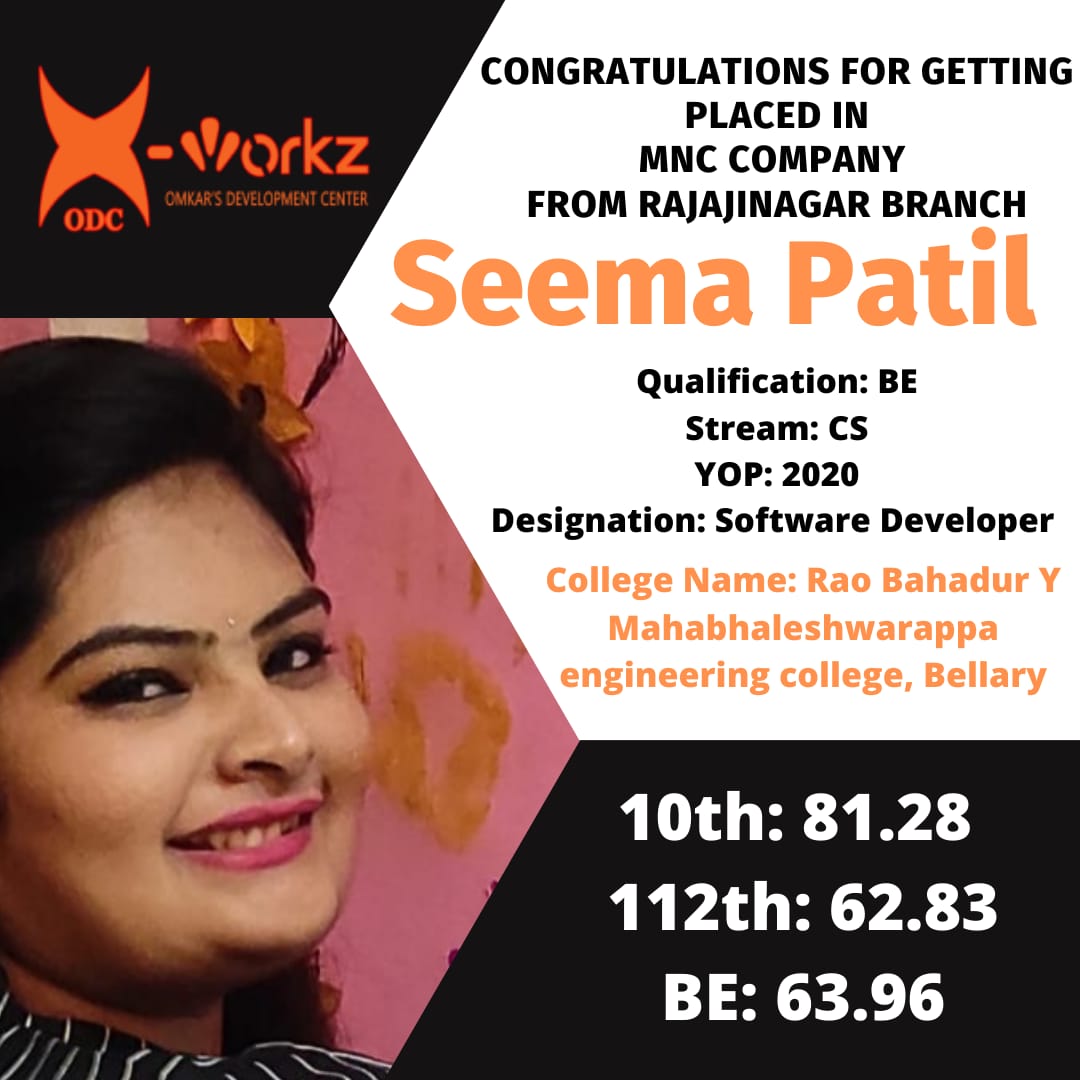 X-Workz
OMKAR'S DEVELOPMENT CENTER
ODC
CONGRATULATIONS FOR GETTING
PLACED IN
MNC COMPANY
FROM RAJAJINAGAR BRANCH
Seema Patil
Qualification: BE
Stream: CS
YOP: 2020
Designation: Software Developer
College Name: Rao Bahadur Y
Mahabhaleshwarappa
engineering college, Bellary
10th: 81.28
112th: 62.83
BE: 63.96